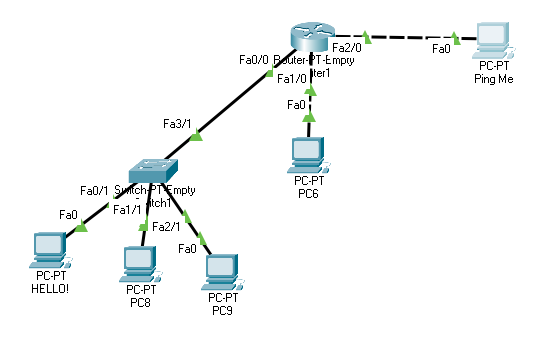 Fa2/0
Fa0
Fa0/0
Router-PT-Empty
PC-PT
Ping Me
Fa1/0
Fa0
Fa3/1
PC-PT
PC6
Fa0/1
Switch-PT-Empty
Fa0
Fa1/1
Fa2/1
Fa0
PC-PT
HELLO!
PC-PT
PC8
PC-PT
PC9